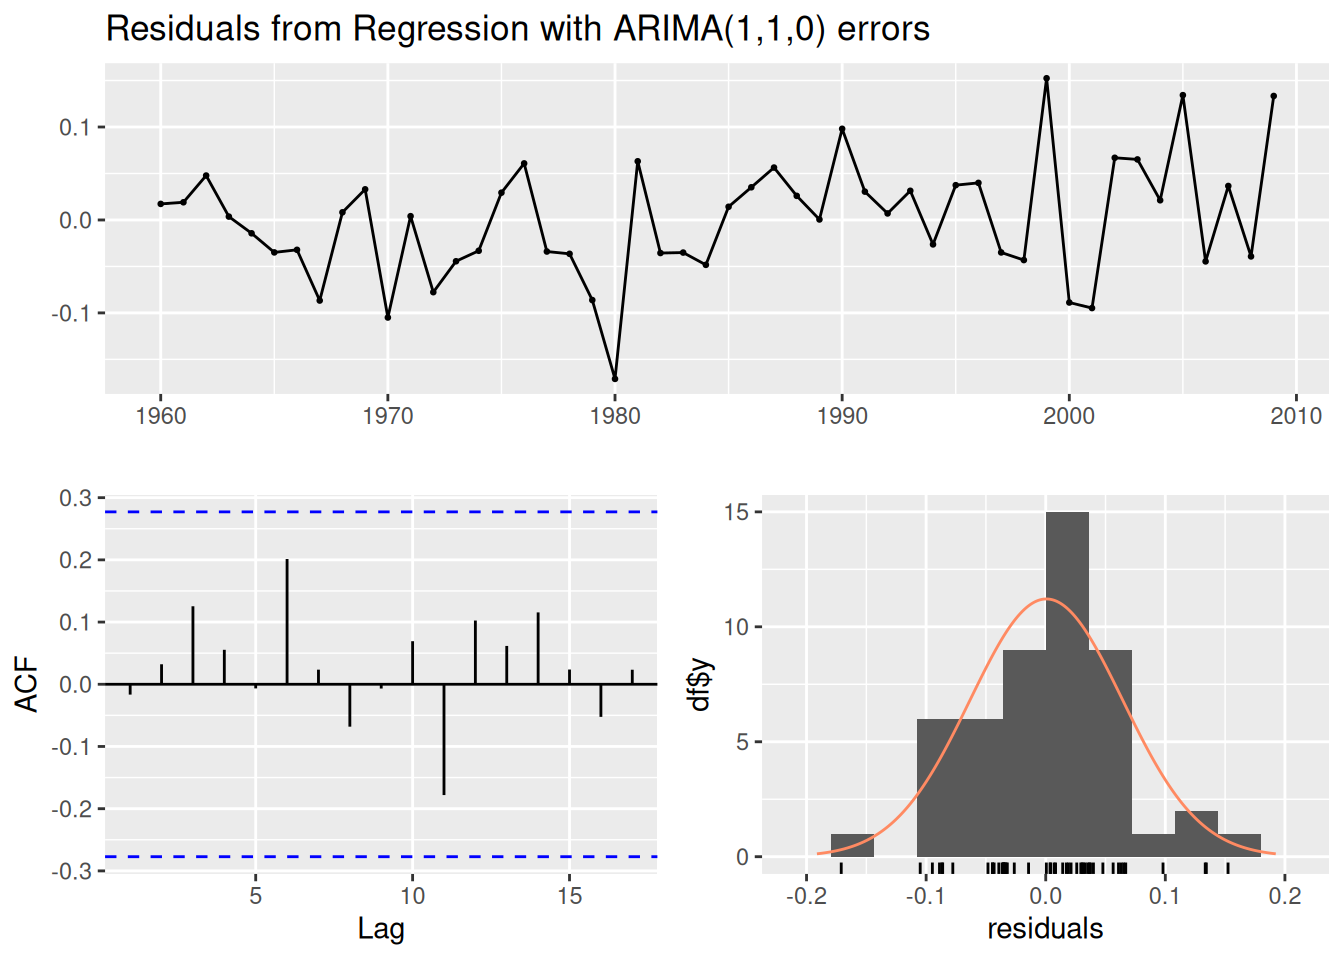 Residuals from Regression with ARIMA(1,1,0) errors
0.1
0.0
-0.1
1960 1970 1980 1990 2000 2010
0.3
0.2
0.1
0.0
-0.1
-0.2
-0.3
ACF
5 10 15
Lag
15
10
5
0
df$y
-0.2 -0.1 0.0 0.1 0.2
residuals